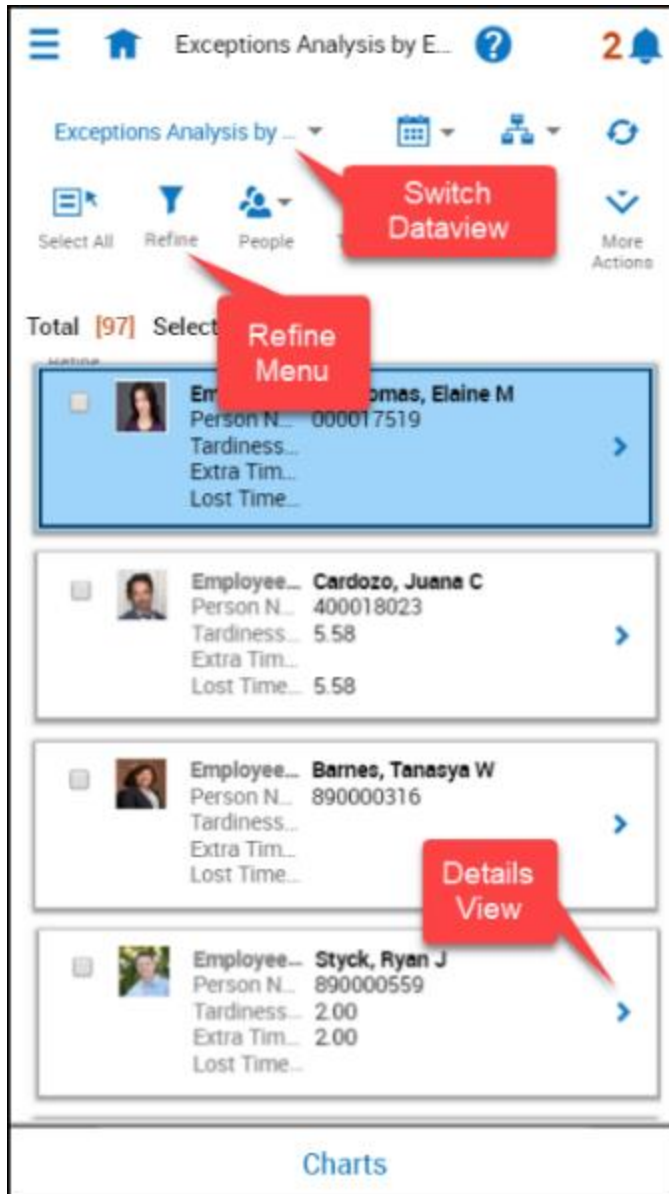 Exceptions Analysis by E... 2
Exceptions Analysis by ...
Switch
Dataview
Select All Refine People T
More
Actions
Total [97] Select
Refine
Menu
Refine
Em omas, Elaine M
Person N... 000017519
Tardiness...
Extra Tim...
Lost Time...
Employee... Cardozo, Juana C
Person N... 400018023
Tardiness... 5.58
Extra Tim...
Lost Time... 5.58
Employee... Barnes, Tanasya W
Person N... 890000316
Tardiness...
Extra Tim...
Lost Time...
Details
View
Employee... Styck, Ryan J
Person N... 890000559
Tardiness... 2.00
Extra Tim... 2.00
Lost Time...
Charts